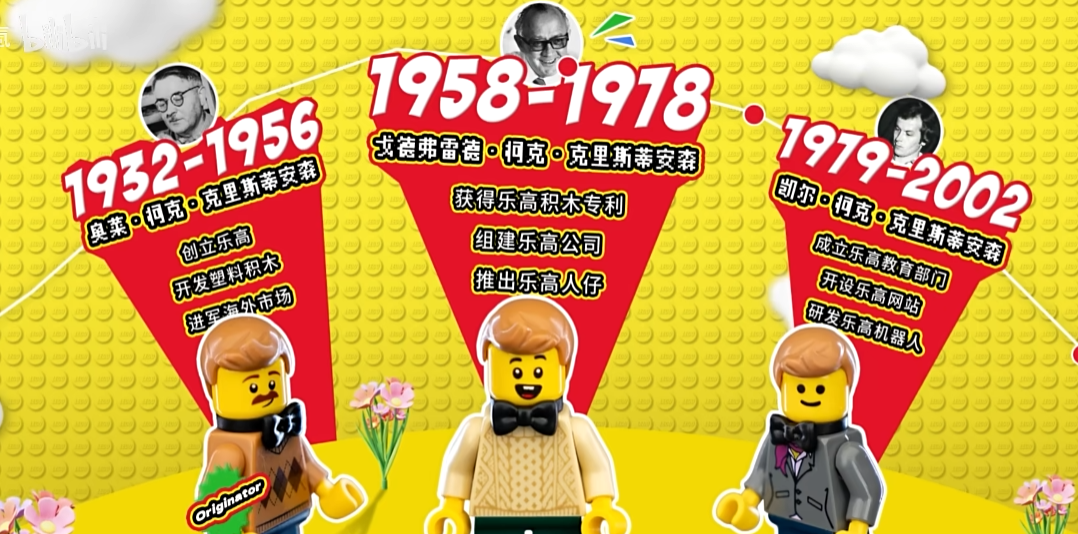 bilibili
1932-1956
奥莱·柯克·克里斯蒂安森
创立乐高
开发塑料积木
进军海外市场
Originator
1958-1978
戈德弗雷德·柯克·克里斯蒂安森
获得乐高积木专利
组建乐高公司
推出乐高人仔
1979-2002
凯尔·柯克·克里斯蒂安森
成立乐高教育部门
开设乐高网站
研发乐高机器人